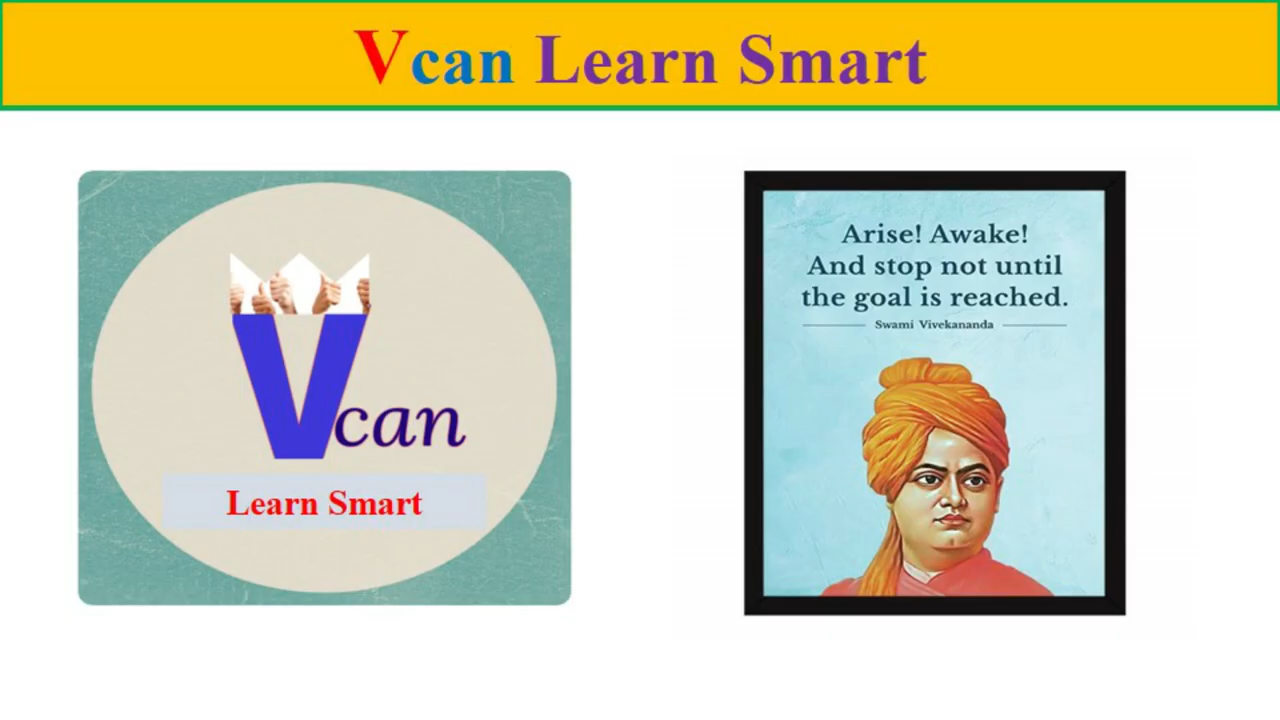 Vcan Learn Smart
Vcan
Learn Smart
Arise! Awake!
And stop not until
the goal is reached.
Swami Vivekananda